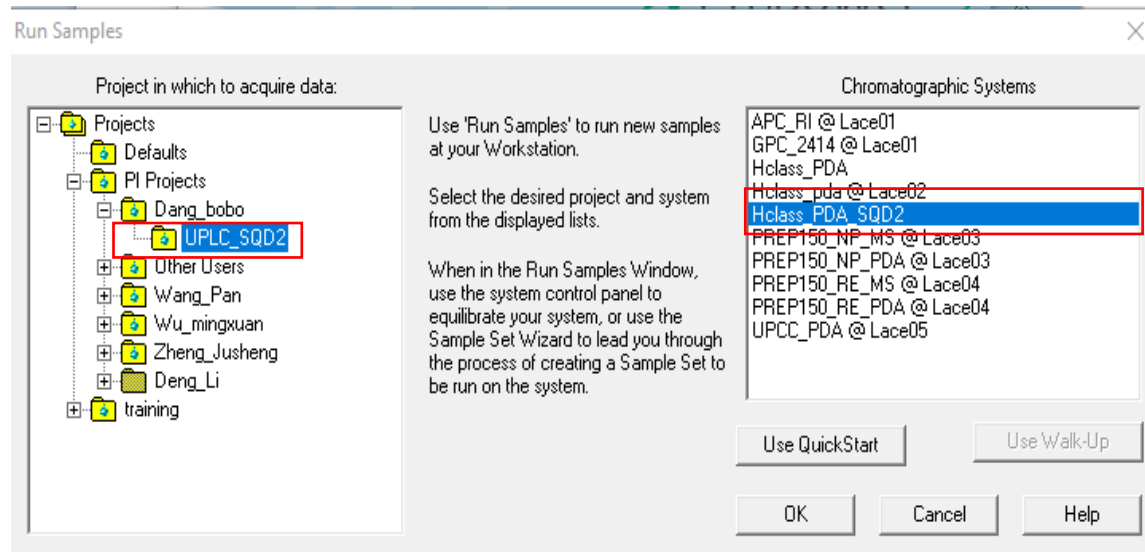 Run Samples
Project in which to acquire data:
Projects
Defaults
PI Projects
Dang_bobo
UPLC_SQD2
Other Users
Wang_Pan
Wu_mingxuan
Zheng_Jusheng
Deng_Li
training
Use 'Run Samples' to run new samples
at your Workstation.
Select the desired project and system
from the displayed lists.
When in the Run Samples Window,
use the system control panel to
equilibrate your system, or use the
Sample Set Wizard to lead you through
the process of creating a Sample Set to
be run on the system.
Chromatographic Systems
APC_RI @ Lace01
GPC_2414 @ Lace01
Hclass_PDA
Hclass_pda @ Lace02
Hclass_PDA_SQD2
PREP150_NP_MS @ Lace03
PREP150_NP_PDA @ Lace03
PREP150_RE_MS @ Lace04
PREP150_RE_PDA @ Lace04
UPCC_PDA @ Lace05
Use QuickStart
Use Walk-Up
OK
Cancel
Help